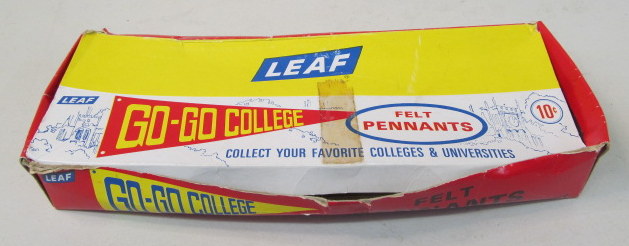 LEAF
LEAF
GO-GO COLLEGE
FELT
PENNANTS
10¢
COLLECT YOUR FAVORITE COLLEGES & UNIVERSITIES
LEAF
GO-GO COLLEGE
FELT